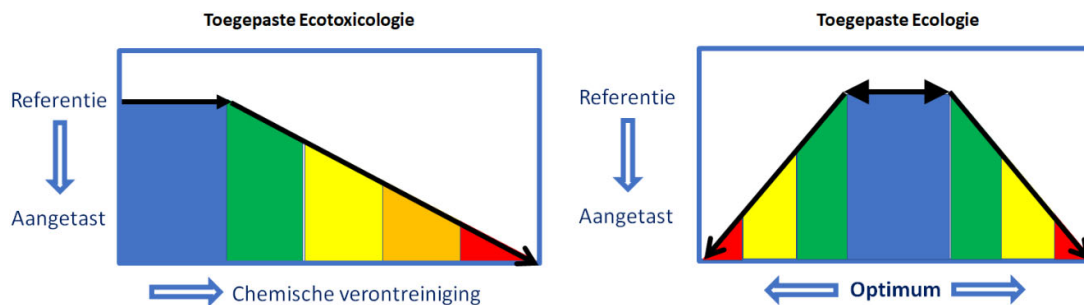 Toegepaste Ecotoxicologie
Referentie
Aangetast
Chemische verontreiniging
Toegepaste Ecologie
Referentie
Aangetast
Optimum